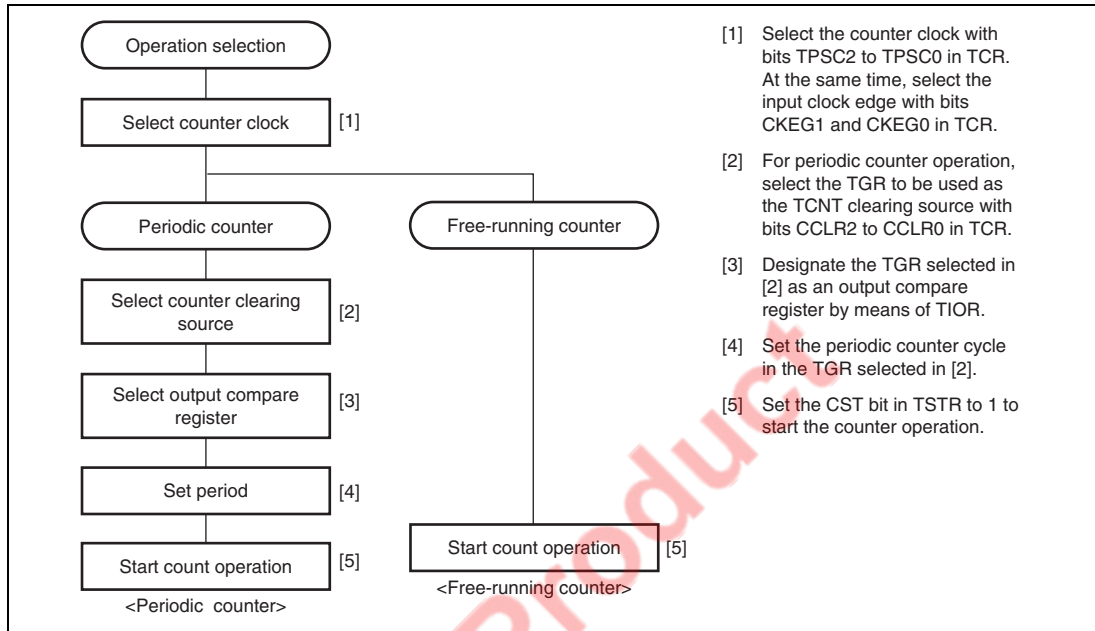 Operation selection
Select counter clock
[1]
Periodic counter
Free-running counter
Select counter clearing
source
[2]
Select output compare
register
[3]
Set period
[4]
Start count operation
[5]
<Periodic counter>
Start count operation
[5]
<Free-running counter>
[1] Select the counter clock with
bits TPSC2 to TPSC0 in TCR.
At the same time, select the
input clock edge with bits
CKEG1 and CKEG0 in TCR.
[2] For periodic counter operation,
select the TGR to be used as
the TCNT clearing source with
bits CCLR2 to CCLR0 in TCR.
[3] Designate the TGR selected in
[2] as an output compare
register by means of TIOR.
[4] Set the periodic counter cycle
in the TGR selected in [2].
[5] Set the CST bit in TSTR to 1 to
start the counter operation.
Product